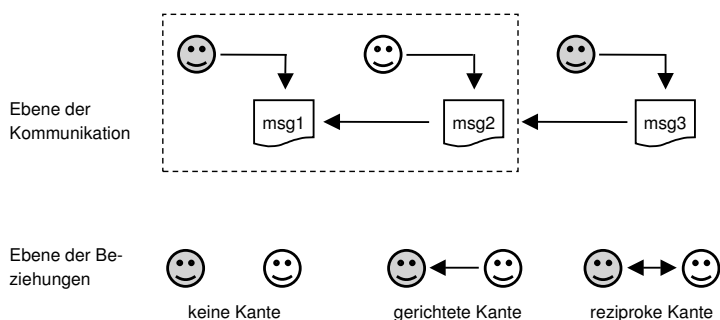 msg1
msg2
msg3
Ebene der
Kommunikation
Ebene der Be-
ziehungen
keine Kante
gerichtete Kante
reziproke Kante